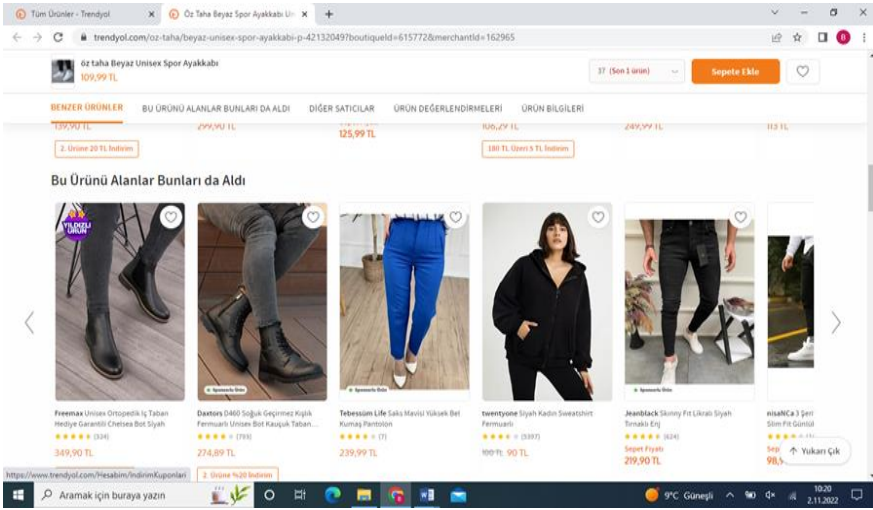 Tüm Ürünler - Trendyol
Öz Taha Beyaz Spor Ayakkabı Un
trendyol.com/oz-taha/beyaz-unisex-spor-ayakkabi-p-42132049?boutiqueId=615772&merchantId=162965
B
öz taha Beyaz Unisex Spor Ayakkabı
109,99 TL
37 (Son 1 ürün)
Sepete Ekle
BENZER ÜRÜNLER BU ÜRÜNÜ ALANLAR BUNLARI DA ALDI DİĞER SATICILAR ÜRÜN DEĞERLENDİRMELERİ ÜRÜN BİLGİLERİ
139,90 TL 299,90 TL 125,99 TL 106,29 TL 249,99 TL 113 TL
2. Ürüne 20 TL İndirim
180 TL Üzeri 5 TL İndirim
Bu Ürünü Alanlar Bunları da Aldı
YILDIZLI ÜRÜN
Sponsorlu Ürün
Sponsorlu Ürün
Sponsorlu Ürün
Freemax Unisex Ortopedik İç Taban
Hediye Garantili Chelsea Bot Siyah
(324)
349,90 TL
Daxtors D460 Soğuk Geçirmez Kışlık
Fermuarlı Unisex Bot Kauçuk Taban...
(793)
274,89 TL
2. Ürüne %20 İndirim
Tebessüm Life Saks Mavisi Yüksek Bel
Kumaş Pantolon
(7)
239,99 TL
twentyone Siyah Kadın Sweatshirt
Fermuarlı
(5397)
100 TL 90 TL
Jeanblack Skinny Fit Likralı Siyah
Tırnaklı Enj
(624)
Sepet Fiyatı
219,90 TL
nisaNCa 3 Şeri
Slim Fit Günlül
Sep
98,
Yukarı Çık
https://www.trendyol.com/Hesabim/IndirimKuponlari
Aramak için buraya yazın
9°C Güneşli
10:20
2.11.2022